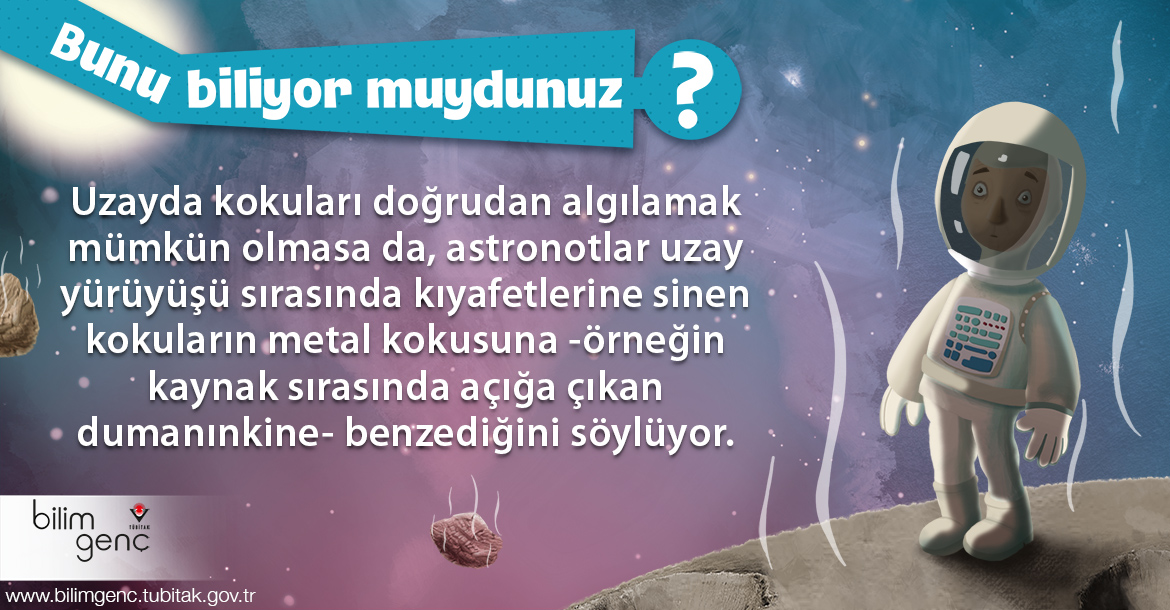 Bunu biliyor muydunuz ?
Uzayda kokuları doğrudan algılamak
mümkün olmasa da, astronotlar uzay
yürüyüşü sırasında kıyafetlerine sinen
kokuların metal kokusuna -örneğin
kaynak sırasında açığa çıkan
dumanınkine- benzediğini söylüyor.
bilim
genç
TÜBİTAK
www.bilimgenc.tubitak.gov.tr